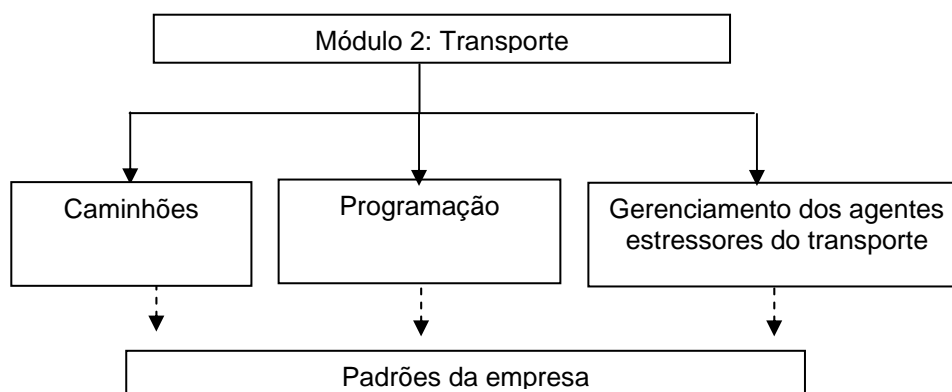 Módulo 2: Transporte
Caminhões
Programação
Gerenciamento dos agentes
estressores do transporte
Padrões da empresa